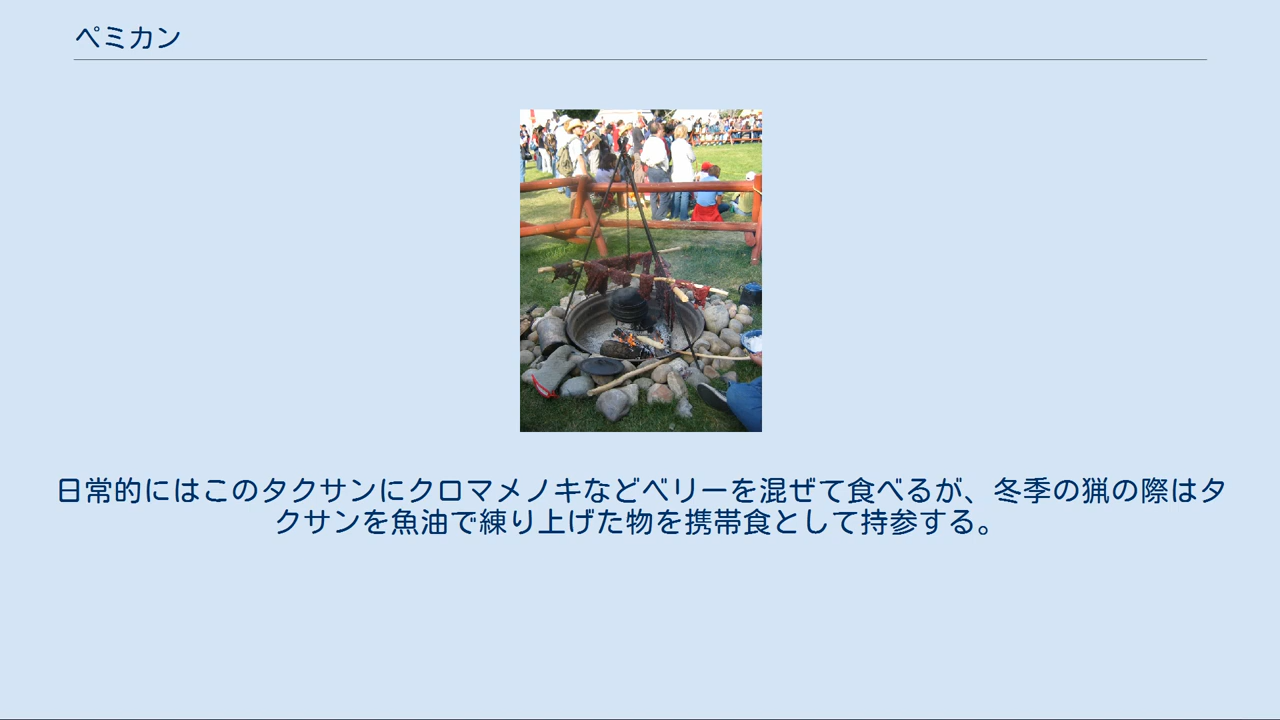 ペミカン
日常的にはこのタクサンにクロマメノキなどベリーを混ぜて食べるが、冬季の猟の際はタ
クサンを魚油で練り上げた物を携帯食として持参する。